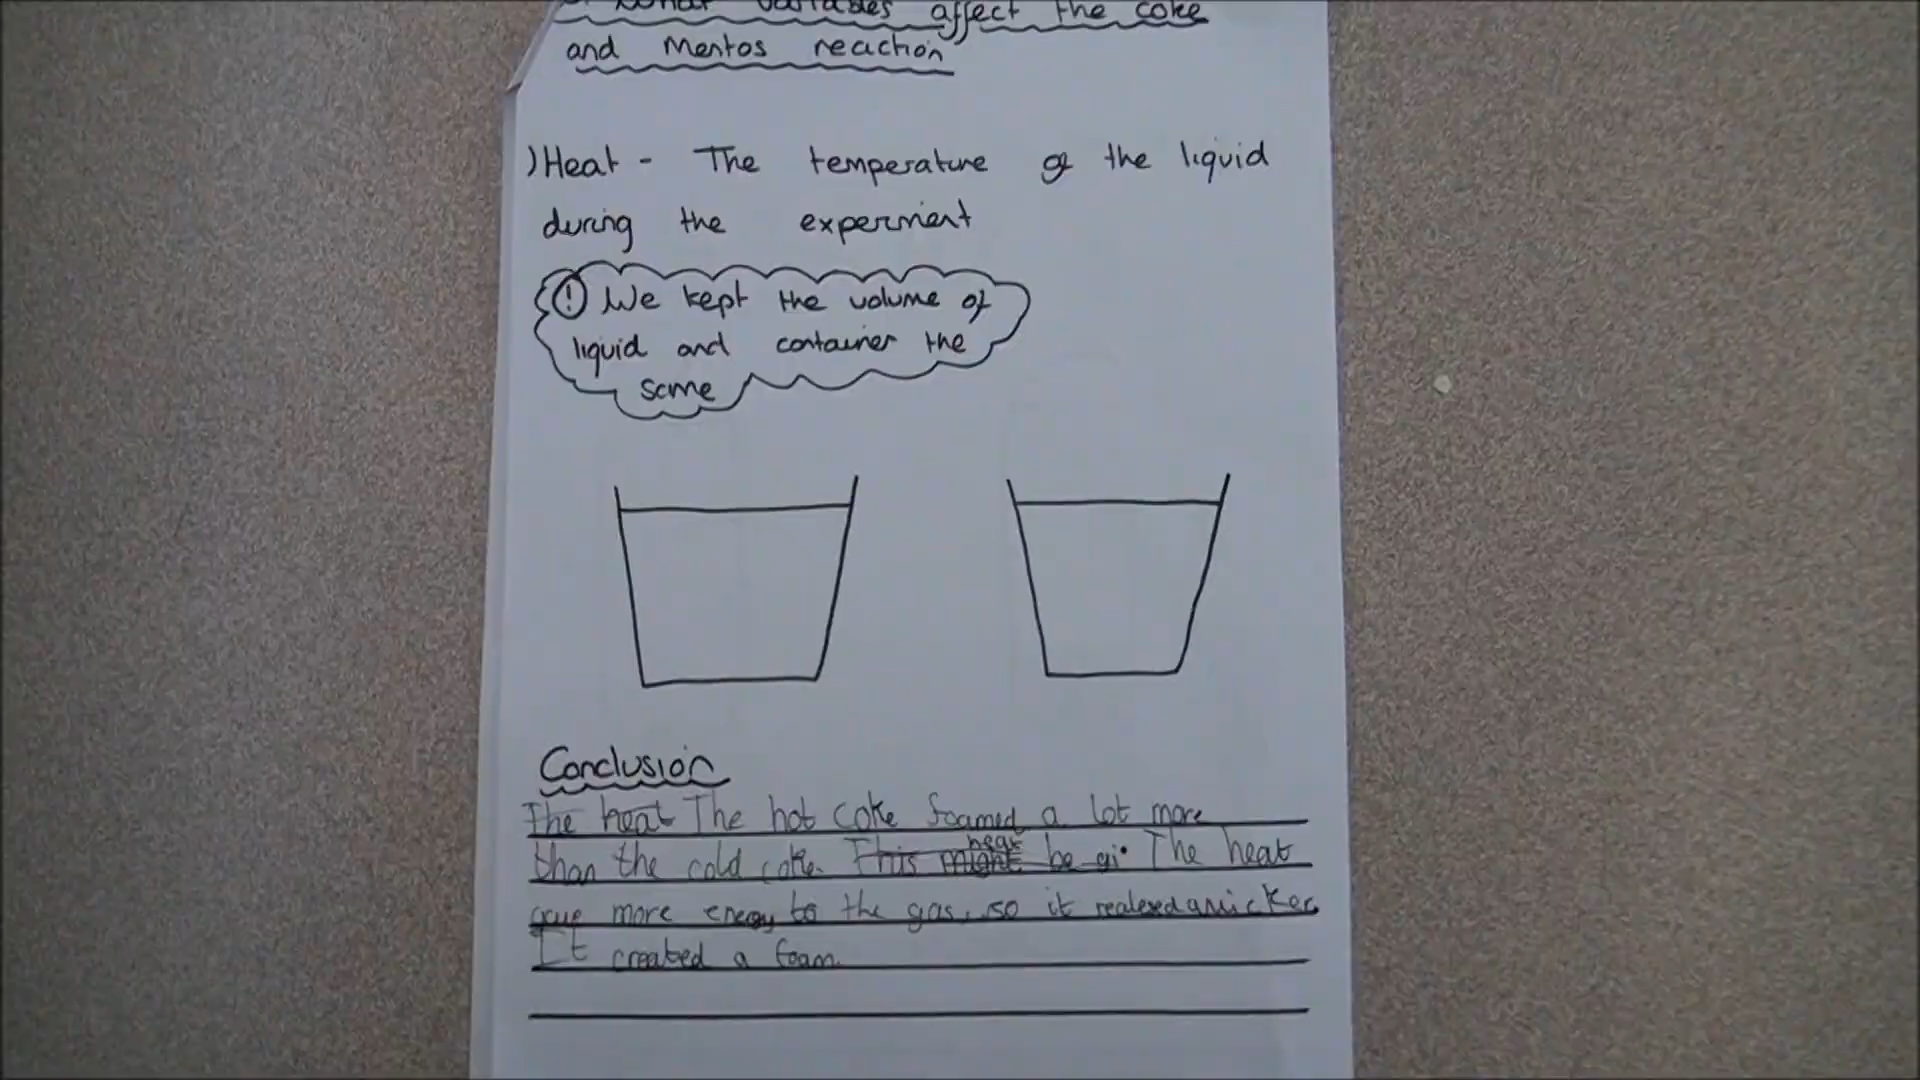 What variables affect the coke
and Mentos reaction
) Heat - The temperature of the liquid
during the experiment
! We kept the volume of
liquid and container the
same
Conclusion
The heat The hot coke foamed a lot more
than the cold coke. This might heat be gi. The heat
gave more energy to the gas, so it realesed quicker
It created a foam.